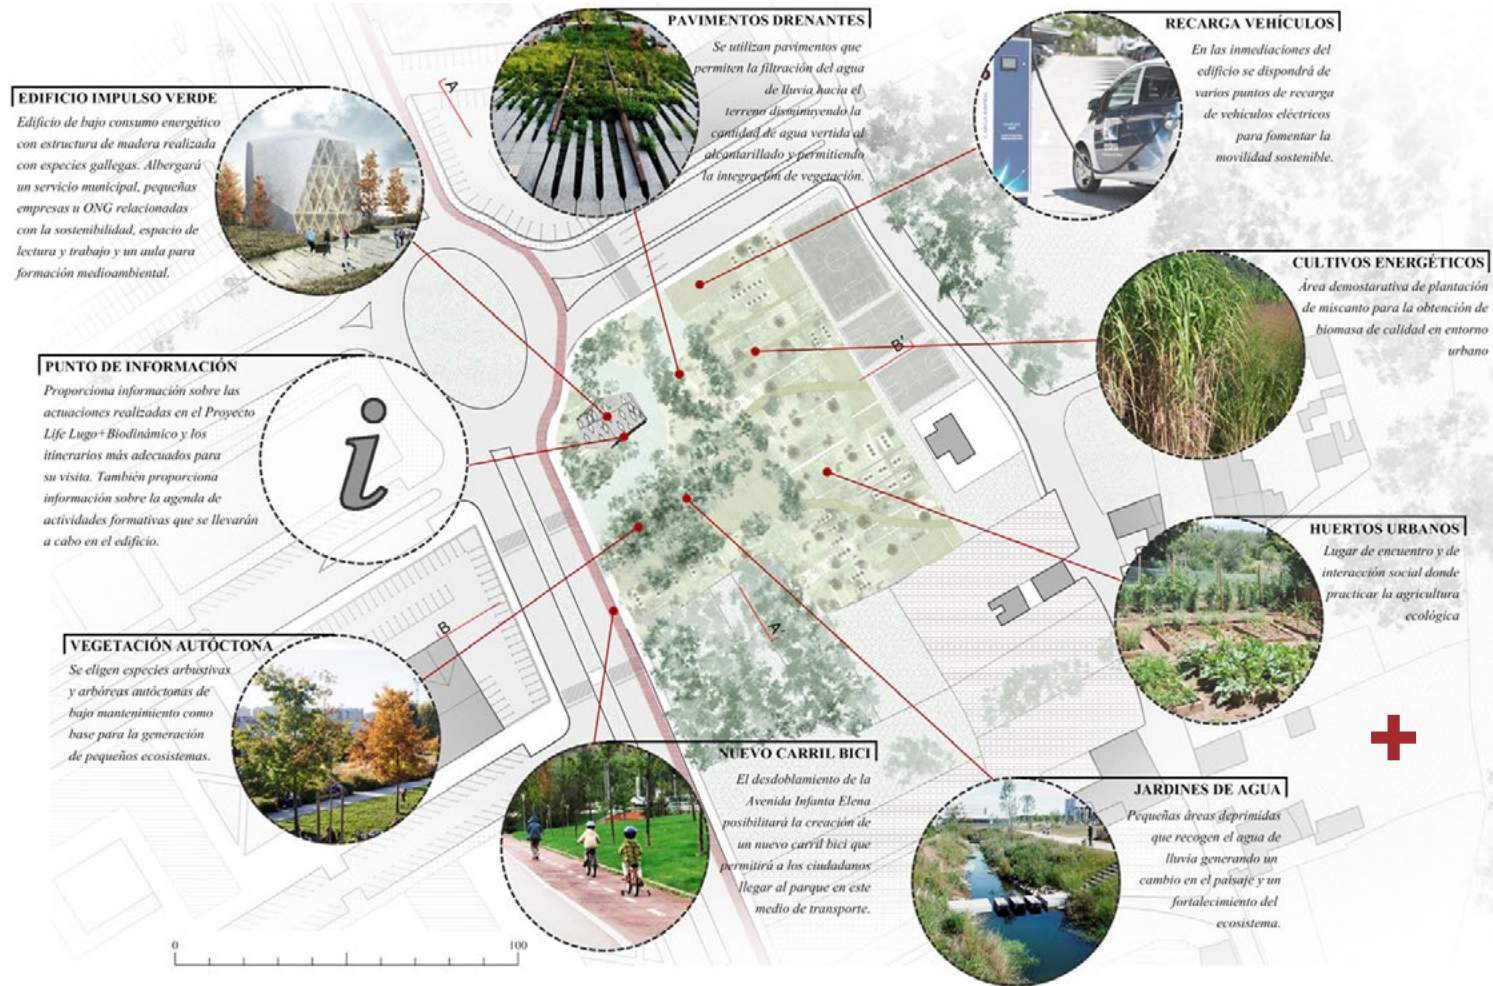 EDIFICIO IMPULSO VERDE
Edificio de bajo consumo energético
con estructura de madera realizada
con especies gallegas. Albergará
un servicio municipal, pequeñas
empresas u ONG relacionadas
con la sostenibilidad, espacio de
lectura y trabajo y un aula para
formación medioambiental.
PAVIMENTOS DRENANTES
Se utilizan pavimentos que
permiten la filtración del agua
de lluvia hacia el
terreno disminuyendo la
cantidad de agua vertida al
alcantarillado y permitiendo
la integración de vegetación.
RECARGA VEHÍCULOS
En las inmediaciones del
edificio se dispondrá de
varios puntos de recarga
de vehículos eléctricos
para fomentar la
movilidad sostenible.
CULTIVOS ENERGÉTICOS
Área demostarativa de plantación
de miscanto para la obtención de
biomasa de calidad en entorno
urbano
PUNTO DE INFORMACIÓN
Proporciona información sobre las
actuaciones realizadas en el Proyecto
Life Lugo+Biodinámico y los
itinerarios más adecuados para
su visita. También proporciona
información sobre la agenda de
actividades formativas que se llevarán
a cabo en el edificio.
i
HUERTOS URBANOS
Lugar de encuentro y de
interacción social donde
practicar la agricultura
ecológica
VEGETACIÓN AUTÓCTONA
Se eligen especies arbustivas
y arbóreas autóctonas de
bajo mantenimiento como
base para la generación
de pequeños ecosistemas.
NUEVO CARRIL BICI
El desdoblamiento de la
Avenida Infanta Elena
posibilitará la creación de
un nuevo carril bici que
permitirá a los ciudadanos
llegar al parque en este
medio de transporte.
JARDINES DE AGUA
Pequeñas áreas deprimidas
que recogen el agua de
lluvia generando un
cambio en el paisaje y un
fortalecimiento del
ecosistema.
A
B'
B
A'
0 100